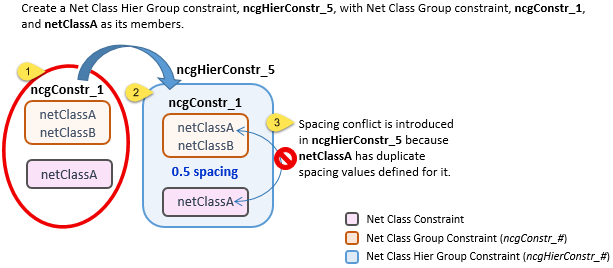 Create a Net Class Hier Group constraint, ncgHierConstr_5, with Net Class Group constraint, ncgConstr_1,
and netClassA as its members.
1
ncgConstr_1
netClassA
netClassB
netClassA
ncgHierConstr_5
2
ncgConstr_1
netClassA
netClassB
0.5 spacing
netClassA
3
Spacing conflict is introduced
in ncgHierConstr_5 because
netClassA has duplicate
spacing values defined for it.
Net Class Constraint
Net Class Group Constraint (ncgConstr_#)
Net Class Hier Group Constraint (ncgHierConstr_#)